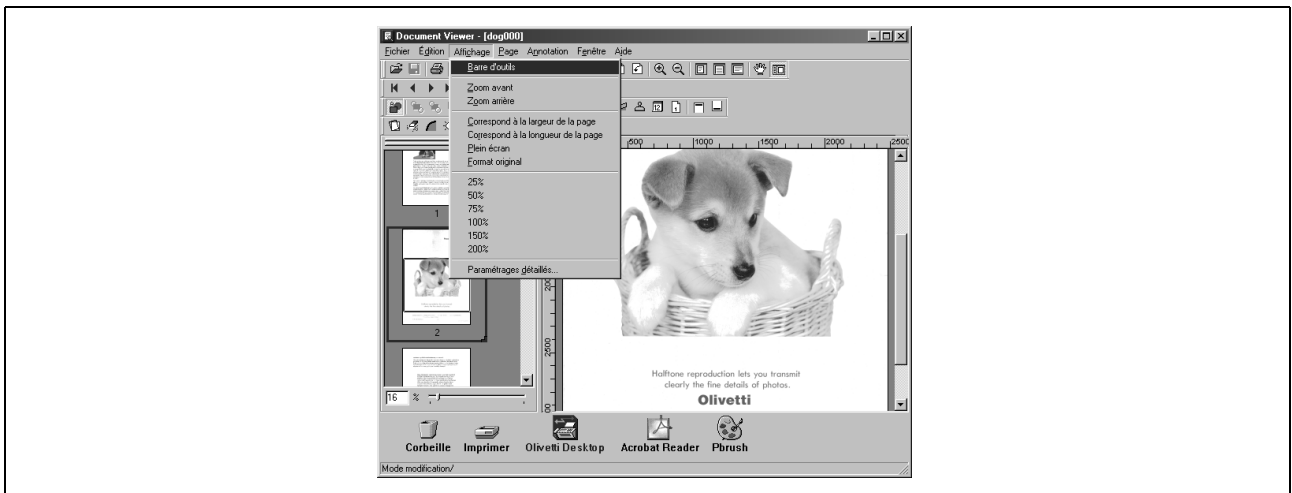 Document Viewer - [dog000]
Fichier Édition Affichage Page Annotation Fenêtre Aide
Barre d'outils
Zoom avant
Zoom arrière
Correspond à la largeur de la page
Correspond à la longueur de la page
Plein écran
Format original
25%
50%
75%
100%
150%
200%
Paramétrages détaillés...
500 1000 1500 2000 2500
1
2
2000
2500
Halftone reproduction lets you transmit
clearly the fine details of photos.
Olivetti
16 %
Corbeille Imprimer Olivetti Desktop Acrobat Reader Pbrush
Mode modification/